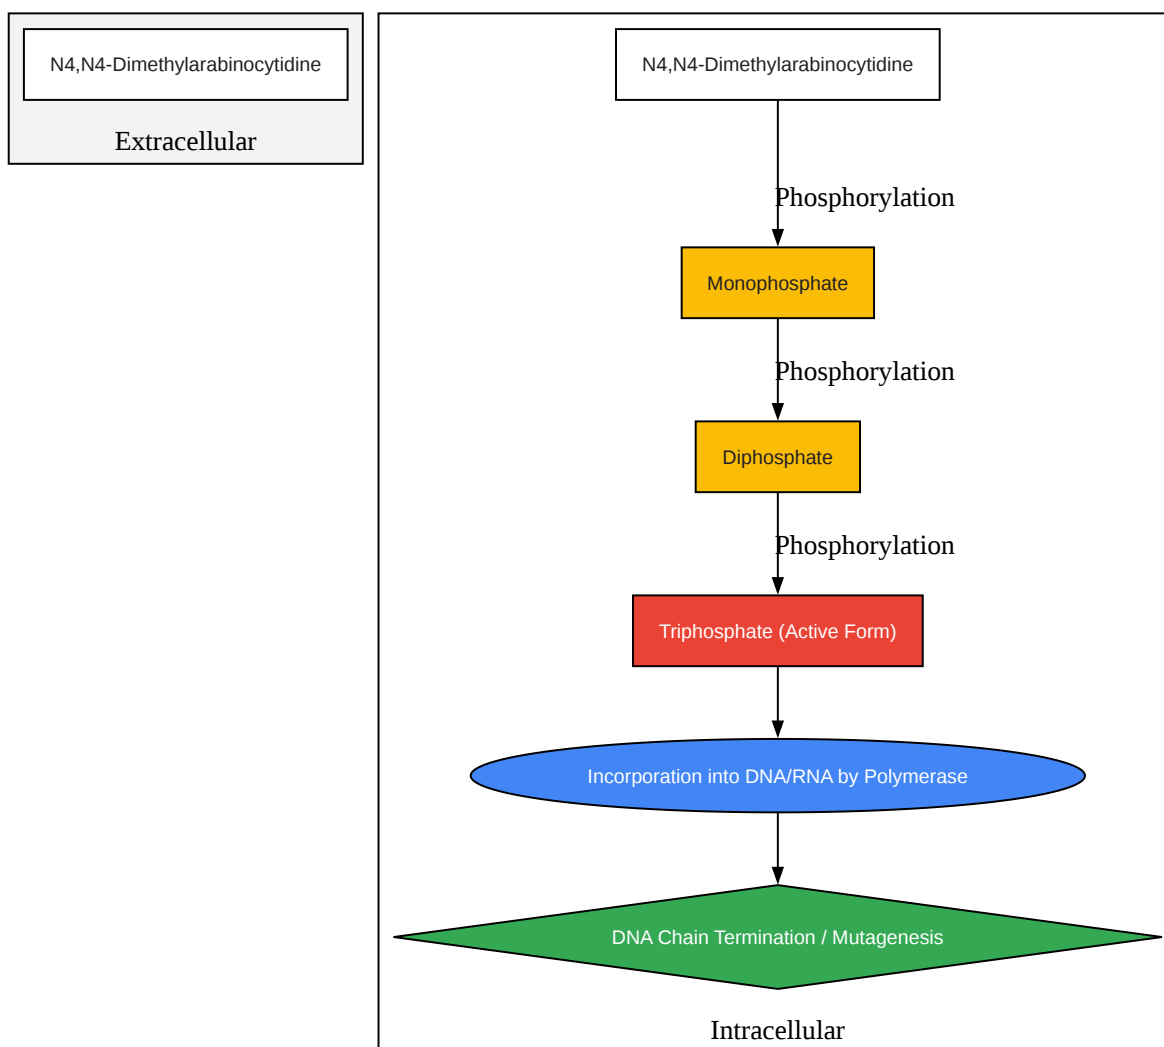 N4,N4-Dimethylarabinocytidine
Extracellular
N4,N4-Dimethylarabinocytidine
Phosphorylation
Monophosphate
Phosphorylation
Diphosphate
Phosphorylation
Triphosphate (Active Form)
Incorporation into DNA/RNA by Polymerase
DNA Chain Termination / Mutagenesis
Intracellular